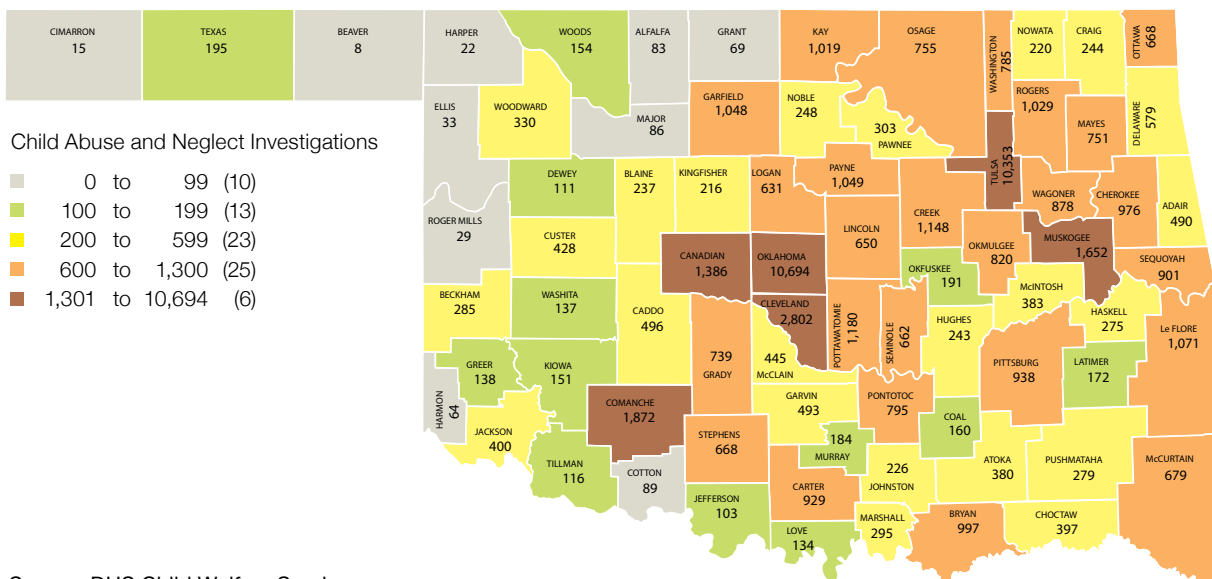 CIMARRON
15
TEXAS
195
BEAVER
8
HARPER
22
WOODS
154
ALFALFA
83
GRANT
69
KAY
1,019
OSAGE
755
WASHINGTON
785
NOWATA
220
CRAIG
244
OTTAWA
668
ELLIS
33
WOODWARD
330
MAJOR
86
GARFIELD
1,048
NOBLE
248
303
PAWNEE
ROGERS
1,029
MAYES
751
DELAWARE
579
Child Abuse and Neglect Investigations
0 to 99 (10)
100 to 199 (13)
200 to 599 (23)
600 to 1,300 (25)
1,301 to 10,694 (6)
ROGER MILLS
29
DEWEY
111
BLAINE
237
KINGFISHER
216
LOGAN
631
PAYNE
1,049
TULSA
10,353
WAGONER
878
CHEROKEE
976
ADAIR
490
CUSTER
428
CANADIAN
1,386
OKLAHOMA
10,694
LINCOLN
650
CREEK
1,148
OKMULGEE
820
MUSKOGEE
1,652
SEQUOYAH
901
BECKHAM
285
WASHITA
137
CADDO
496
CLEVELAND
2,802
POTTAWATOMIE
1,180
SEMINOLE
662
OKFUSKEE
191
McINTOSH
383
HASKELL
275
Le FLORE
1,071
HUGHES
243
PITTSBURG
938
LATIMER
172
739
GRADY
445
McCLAIN
GREER
138
KIOWA
151
HARMON
64
JACKSON
400
COMANCHE
1,872
GARVIN
493
PONTOTOC
795
COAL
160
STEPHENS
668
184
MURRAY
TILLMAN
116
COTTON
89
226
JOHNSTON
ATOKA
380
PUSHMATAHA
279
McCURTAIN
679
JEFFERSON
103
CARTER
929
LOVE
134
MARSHALL
295
BRYAN
997
CHOCTAW
397